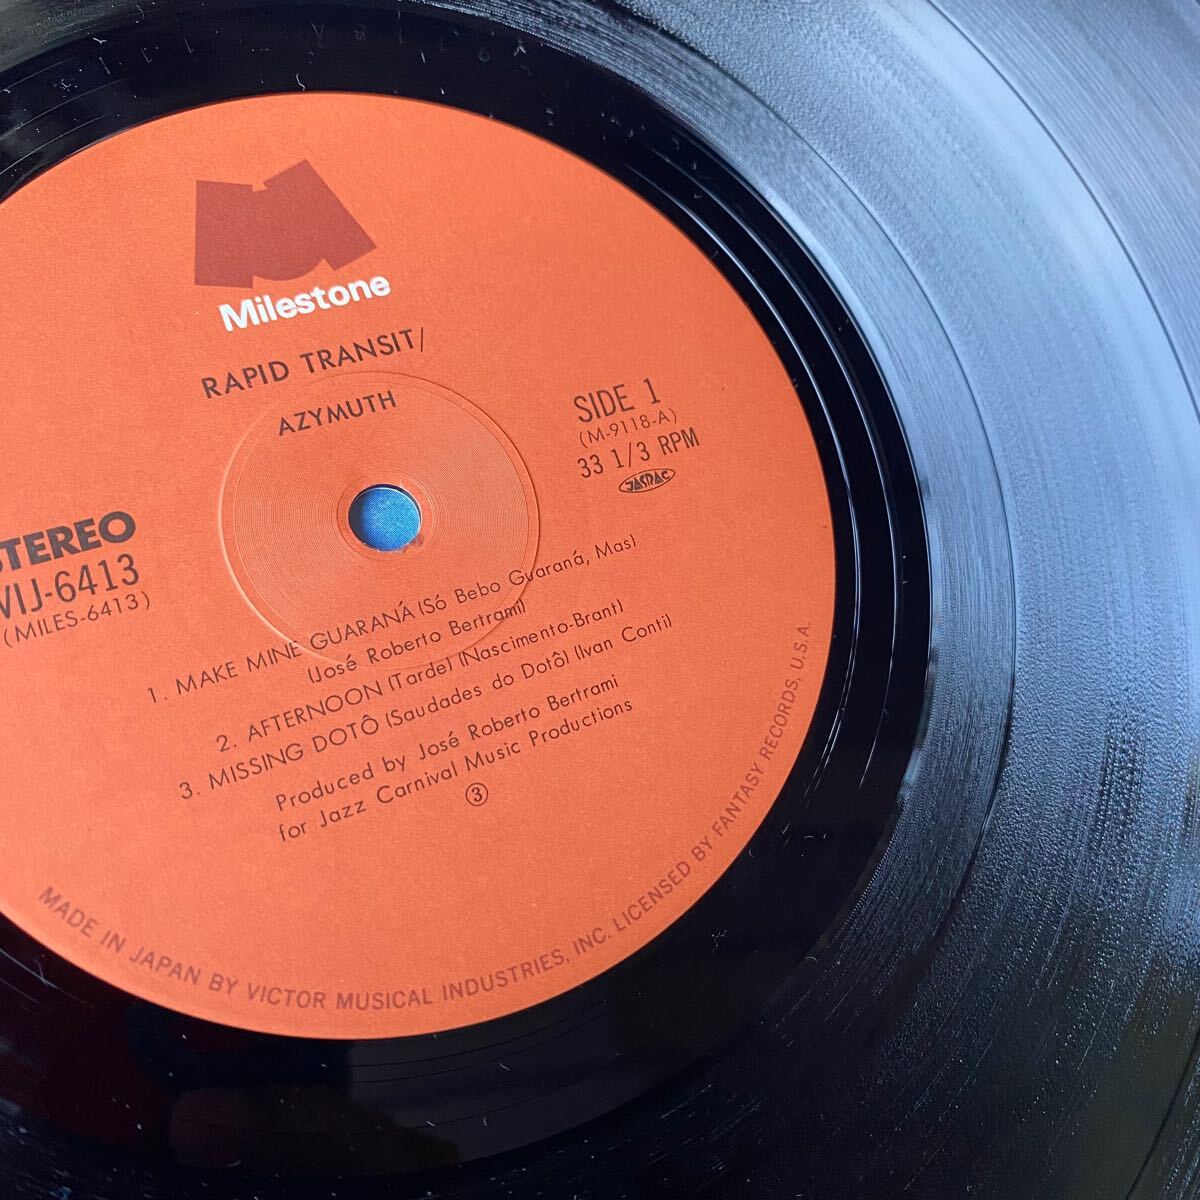 Milestone
RAPID TRANSIT/
AZYMUTH
SIDE 1
(M-9118-A)
33 1/3 RPM
JASRAC
STEREO
VIJ-6413
(MILES-6413)
1. MAKE MINE GUARANÁ (Só Bebo Guaraná, Mas)
(José Roberto Bertrami)
2. AFTERNOON (Tarde) (Nascimento-Brant)
3. MISSING DOTÔ (Saudades do Dotô) (Ivan Conti)
Produced by José Roberto Bertrami
for Jazz Carnival Music Productions
③
MADE IN JAPAN BY VICTOR MUSICAL INDUSTRIES, INC. LICENSED BY FANTASY RECORDS, U.S.A.